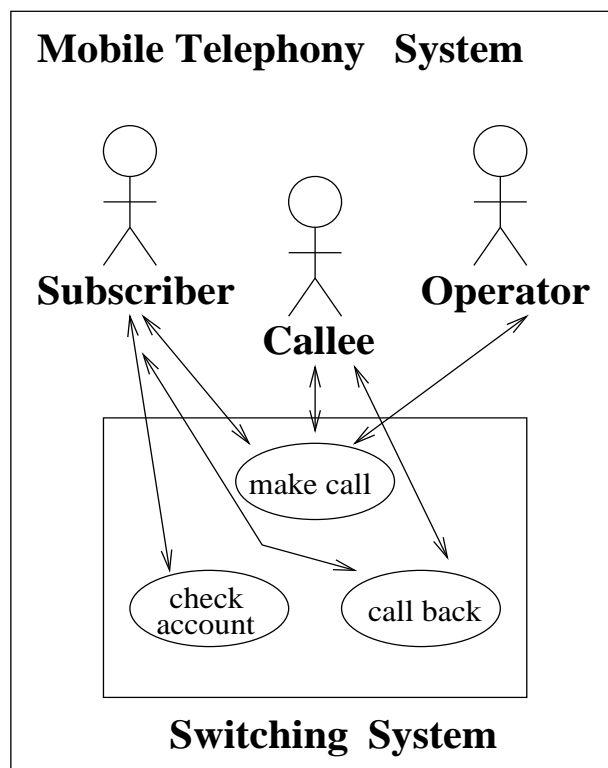 Mobile Telephony System
Subscriber
Operator
Callee
make call
check
account
call back
Switching System